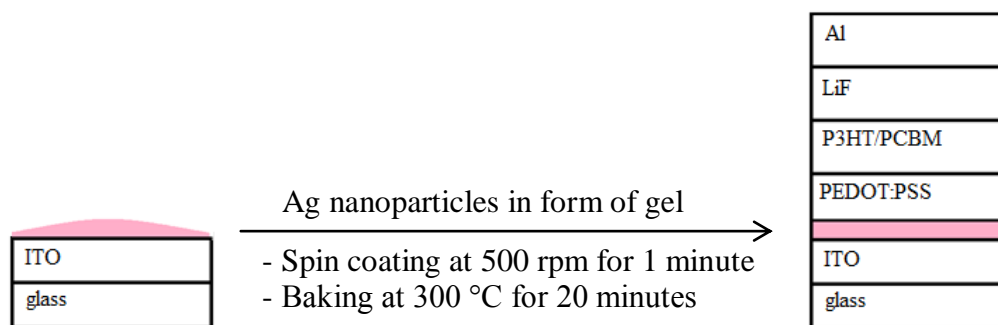 ITO
glass
Ag nanoparticles in form of gel
- Spin coating at 500 rpm for 1 minute
- Baking at 300 °C for 20 minutes
Al
LiF
P3HT/PCBM
PEDOT:PSS
ITO
glass